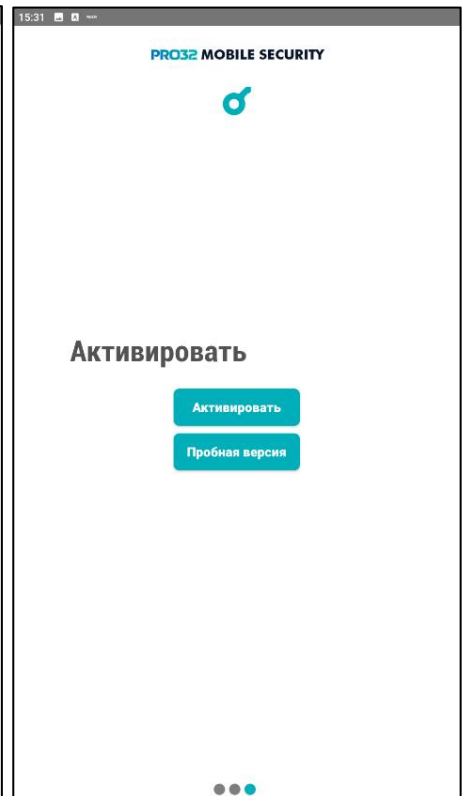 15:31
PRO32 MOBILE SECURITY
Активировать
Активировать
Пробная версия